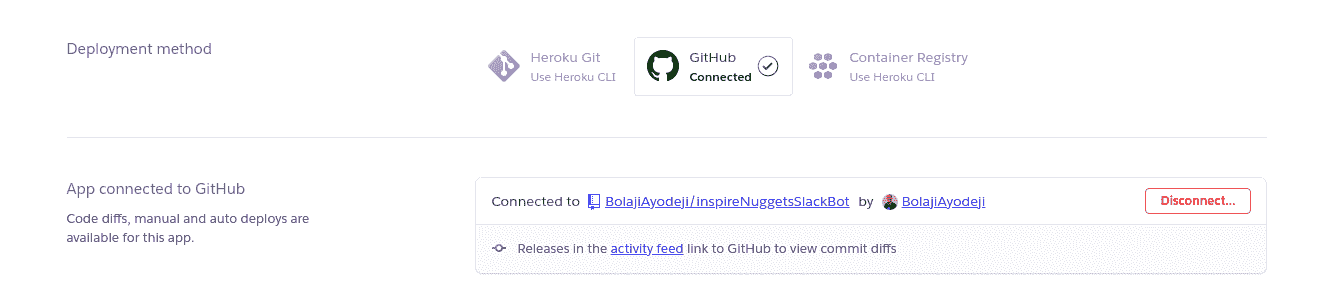 Deployment method
Heroku Git
Use Heroku CLI
GitHub
Connected
Container Registry
Use Heroku CLI
App connected to GitHub
Code diffs, manual and auto deploys are
available for this app.
Connected to BolajiAyodeji/inspireNuggetsSlackBot by BolajiAyodeji
Disconnect...
Releases in the activity feed link to GitHub to view commit diffs